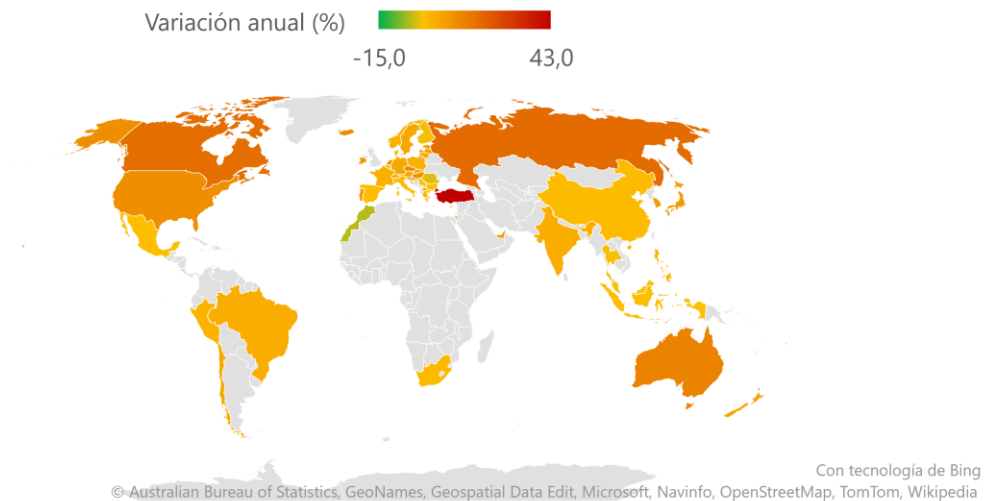 Variación anual (%)
-15,0 43,0
Con tecnología de Bing
© Australian Bureau of Statistics, GeoNames, Geospatial Data Edit, Microsoft, Navinfo, OpenStreetMap, TomTom, Wikipedia